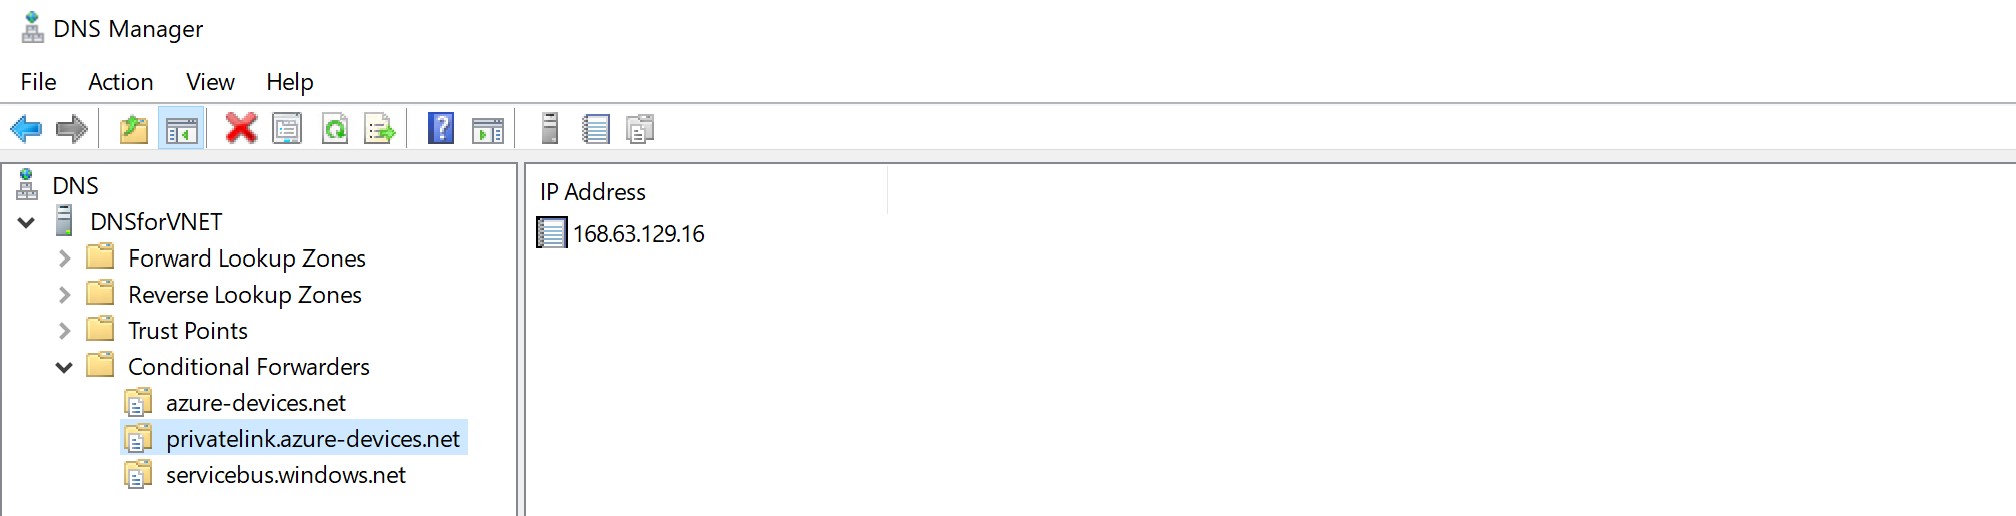 DNS Manager
File Action View Help
DNS
DNSforVNET
Forward Lookup Zones
Reverse Lookup Zones
Trust Points
Conditional Forwarders
azure-devices.net
privatelink.azure-devices.net
servicebus.windows.net
IP Address
168.63.129.16